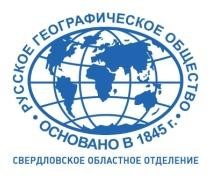 РУССКОЕ ГЕОГРАФИЧЕСКОЕ ОБЩЕСТВО
• ОСНОВАНО В 1845 г. •
СВЕРДЛОВСКОЕ ОБЛАСТНОЕ ОТДЕЛЕНИЕ